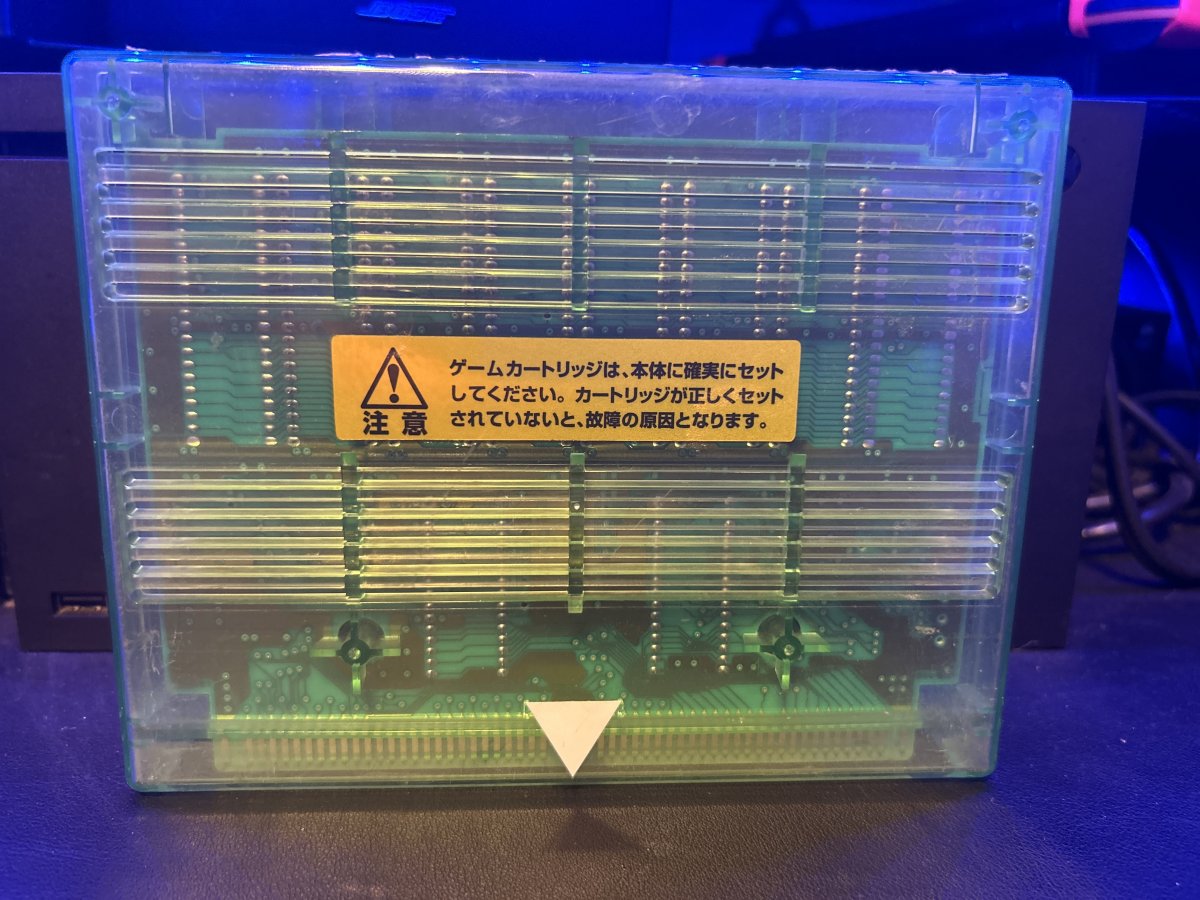 ゲームカートリッジは、本体に確実にセット
してください。カートリッジが正しくセット
されていないと、故障の原因となります。
注意